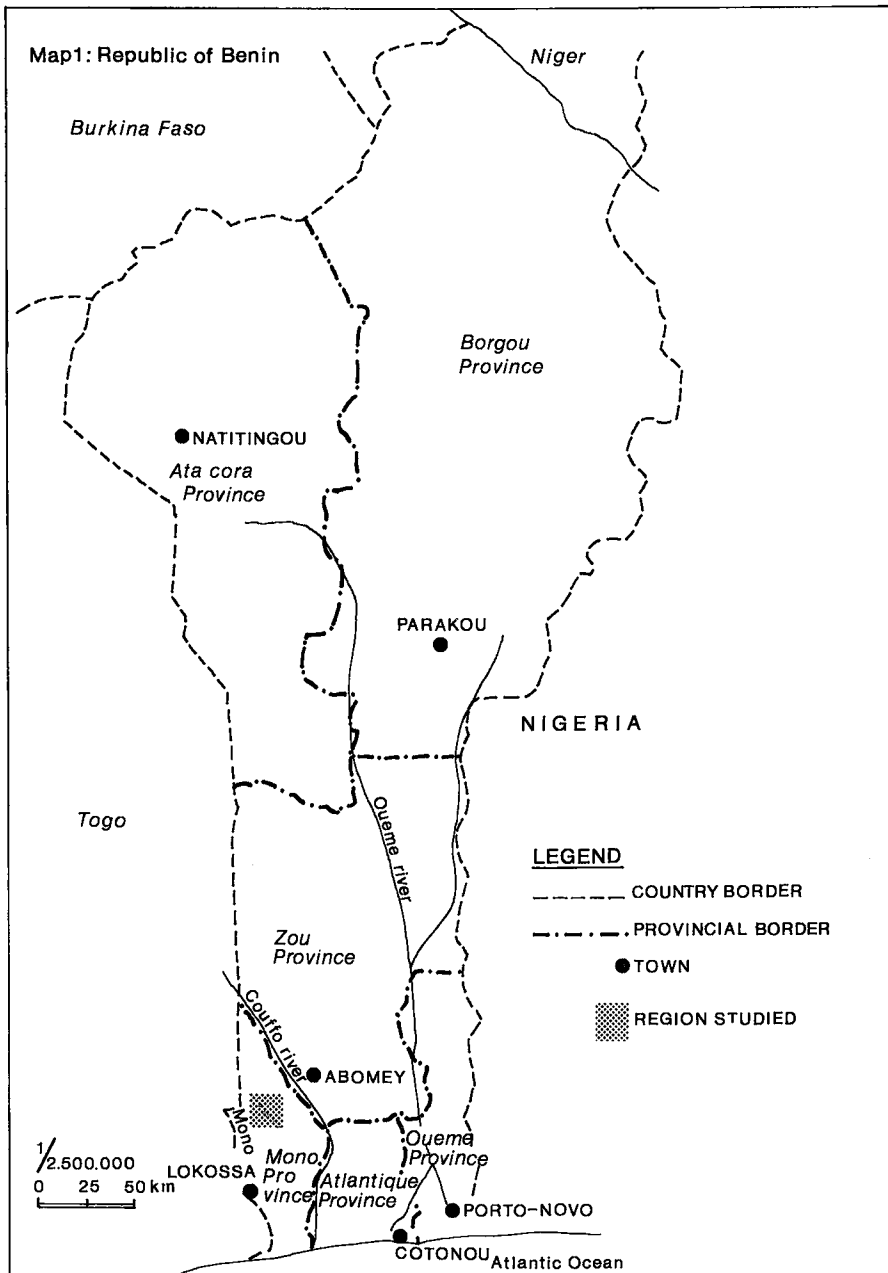 Map1: Republic of Benin
Niger
Burkina Faso
Borgou
Province
NATITINGOU
Ata cora
Province
PARAKOU
NIGERIA
Togo
Oueme river
LEGEND
COUNTRY BORDER
PROVINCIAL BORDER
TOWN
REGION STUDIED
Zou
Province
Couffo river
ABOMEY
Mono
Oueme
Province
1/2.500.000
0 25 50 km
LOKOSSA
Mono
Pro
vince
Atlantique
Province
PORTO-NOVO
COTONOU
Atlantic Ocean